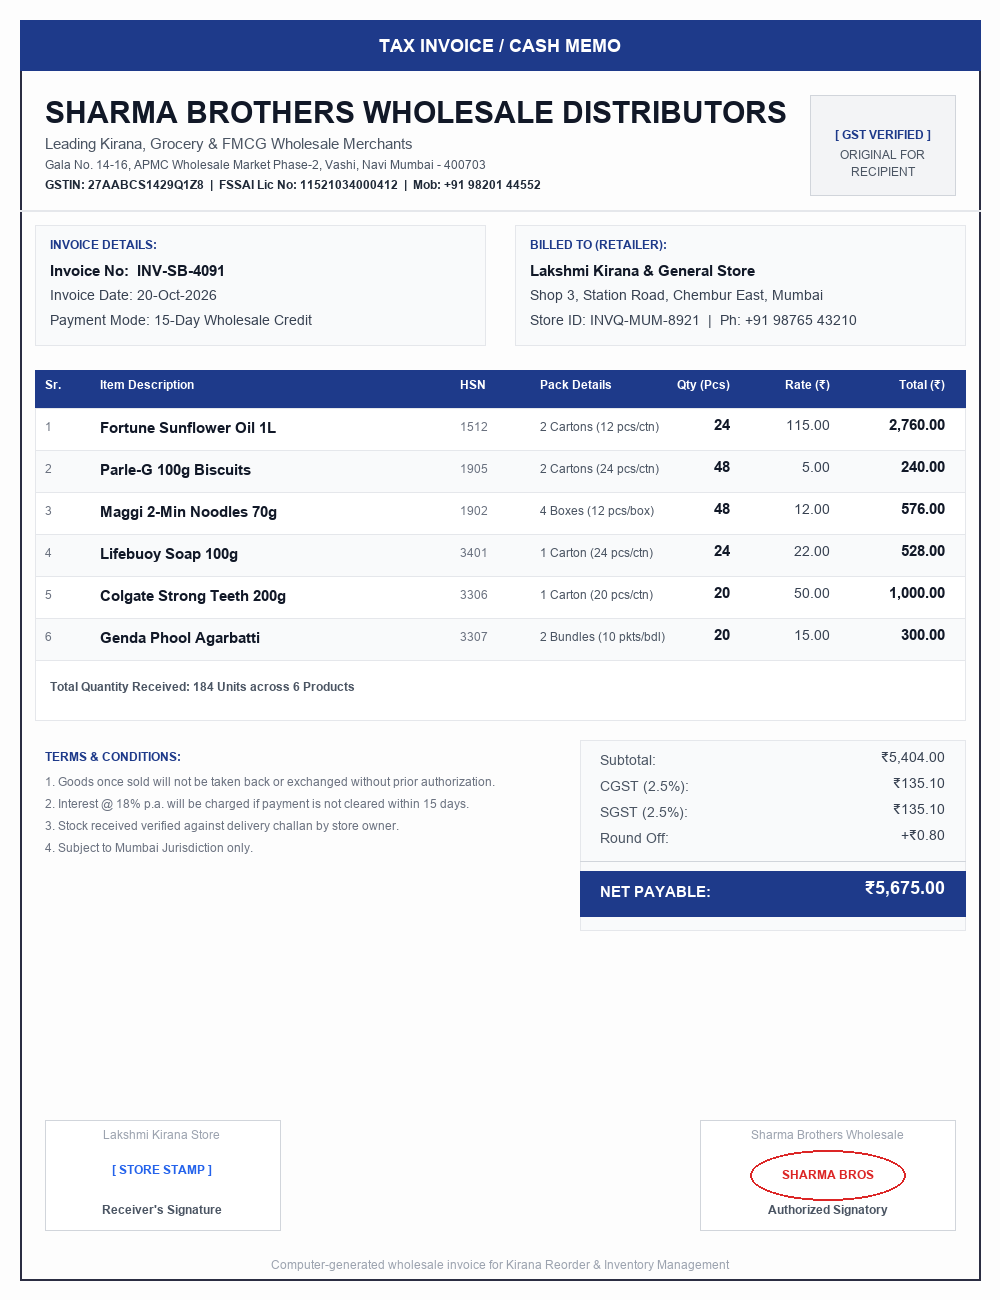 TAX INVOICE / CASH MEMO
SHARMA BROTHERS WHOLESALE DISTRIBUTORS
Leading Kirana, Grocery & FMCG Wholesale Merchants
Gala No. 14-16, APMC Wholesale Market Phase-2, Vashi, Navi Mumbai - 400703
GSTIN: 27AABCS1429Q1Z8 | FSSAI Lic No: 11521034000412 | Mob: +91 98201 44552
[ GST VERIFIED ]
ORIGINAL FOR
RECIPIENT
INVOICE DETAILS:
Invoice No: INV-SB-4091
Invoice Date: 20-Oct-2026
Payment Mode: 15-Day Wholesale Credit
BILLED TO (RETAILER):
Lakshmi Kirana & General Store
Shop 3, Station Road, Chembur East, Mumbai
Store ID: INVQ-MUM-8921 | Ph: +91 98765 43210
Sr. Item Description HSN Pack Details Qty (Pcs) Rate (₹) Total (₹)
1 Fortune Sunflower Oil 1L 1512 2 Cartons (12 pcs/ctn) 24 115.00 2,760.00
2 Parle-G 100g Biscuits 1905 2 Cartons (24 pcs/ctn) 48 5.00 240.00
3 Maggi 2-Min Noodles 70g 1902 4 Boxes (12 pcs/box) 48 12.00 576.00
4 Lifebuoy Soap 100g 3401 1 Carton (24 pcs/ctn) 24 22.00 528.00
5 Colgate Strong Teeth 200g 3306 1 Carton (20 pcs/ctn) 20 50.00 1,000.00
6 Genda Phool Agarbatti 3307 2 Bundles (10 pkts/bdl) 20 15.00 300.00
Total Quantity Received: 184 Units across 6 Products
TERMS & CONDITIONS:
1. Goods once sold will not be taken back or exchanged without prior authorization.
2. Interest @ 18% p.a. will be charged if payment is not cleared within 15 days.
3. Stock received verified against delivery challan by store owner.
4. Subject to Mumbai Jurisdiction only.
Subtotal: ₹5,404.00
CGST (2.5%): ₹135.10
SGST (2.5%): ₹135.10
Round Off: +₹0.80
NET PAYABLE: ₹5,675.00
Lakshmi Kirana Store
[ STORE STAMP ]
Receiver's Signature
Sharma Brothers Wholesale
SHARMA BROS
Authorized Signatory
Computer-generated wholesale invoice for Kirana Reorder & Inventory Management